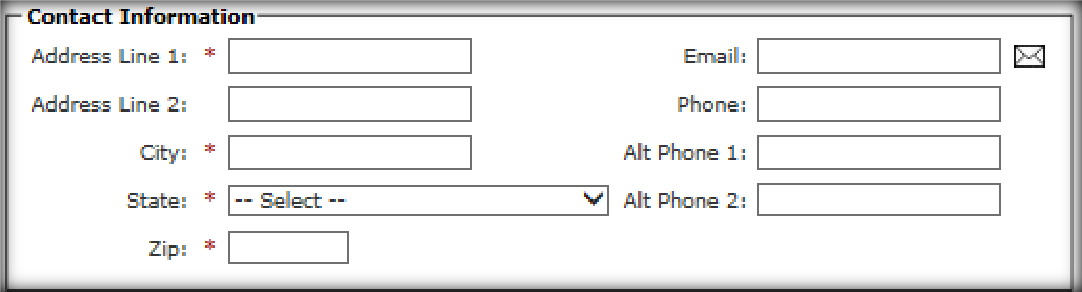 Contact Information
Address Line 1: *
Email:
Address Line 2:
Phone:
City: *
Alt Phone 1:
State: * -- Select --
Alt Phone 2:
Zip: *